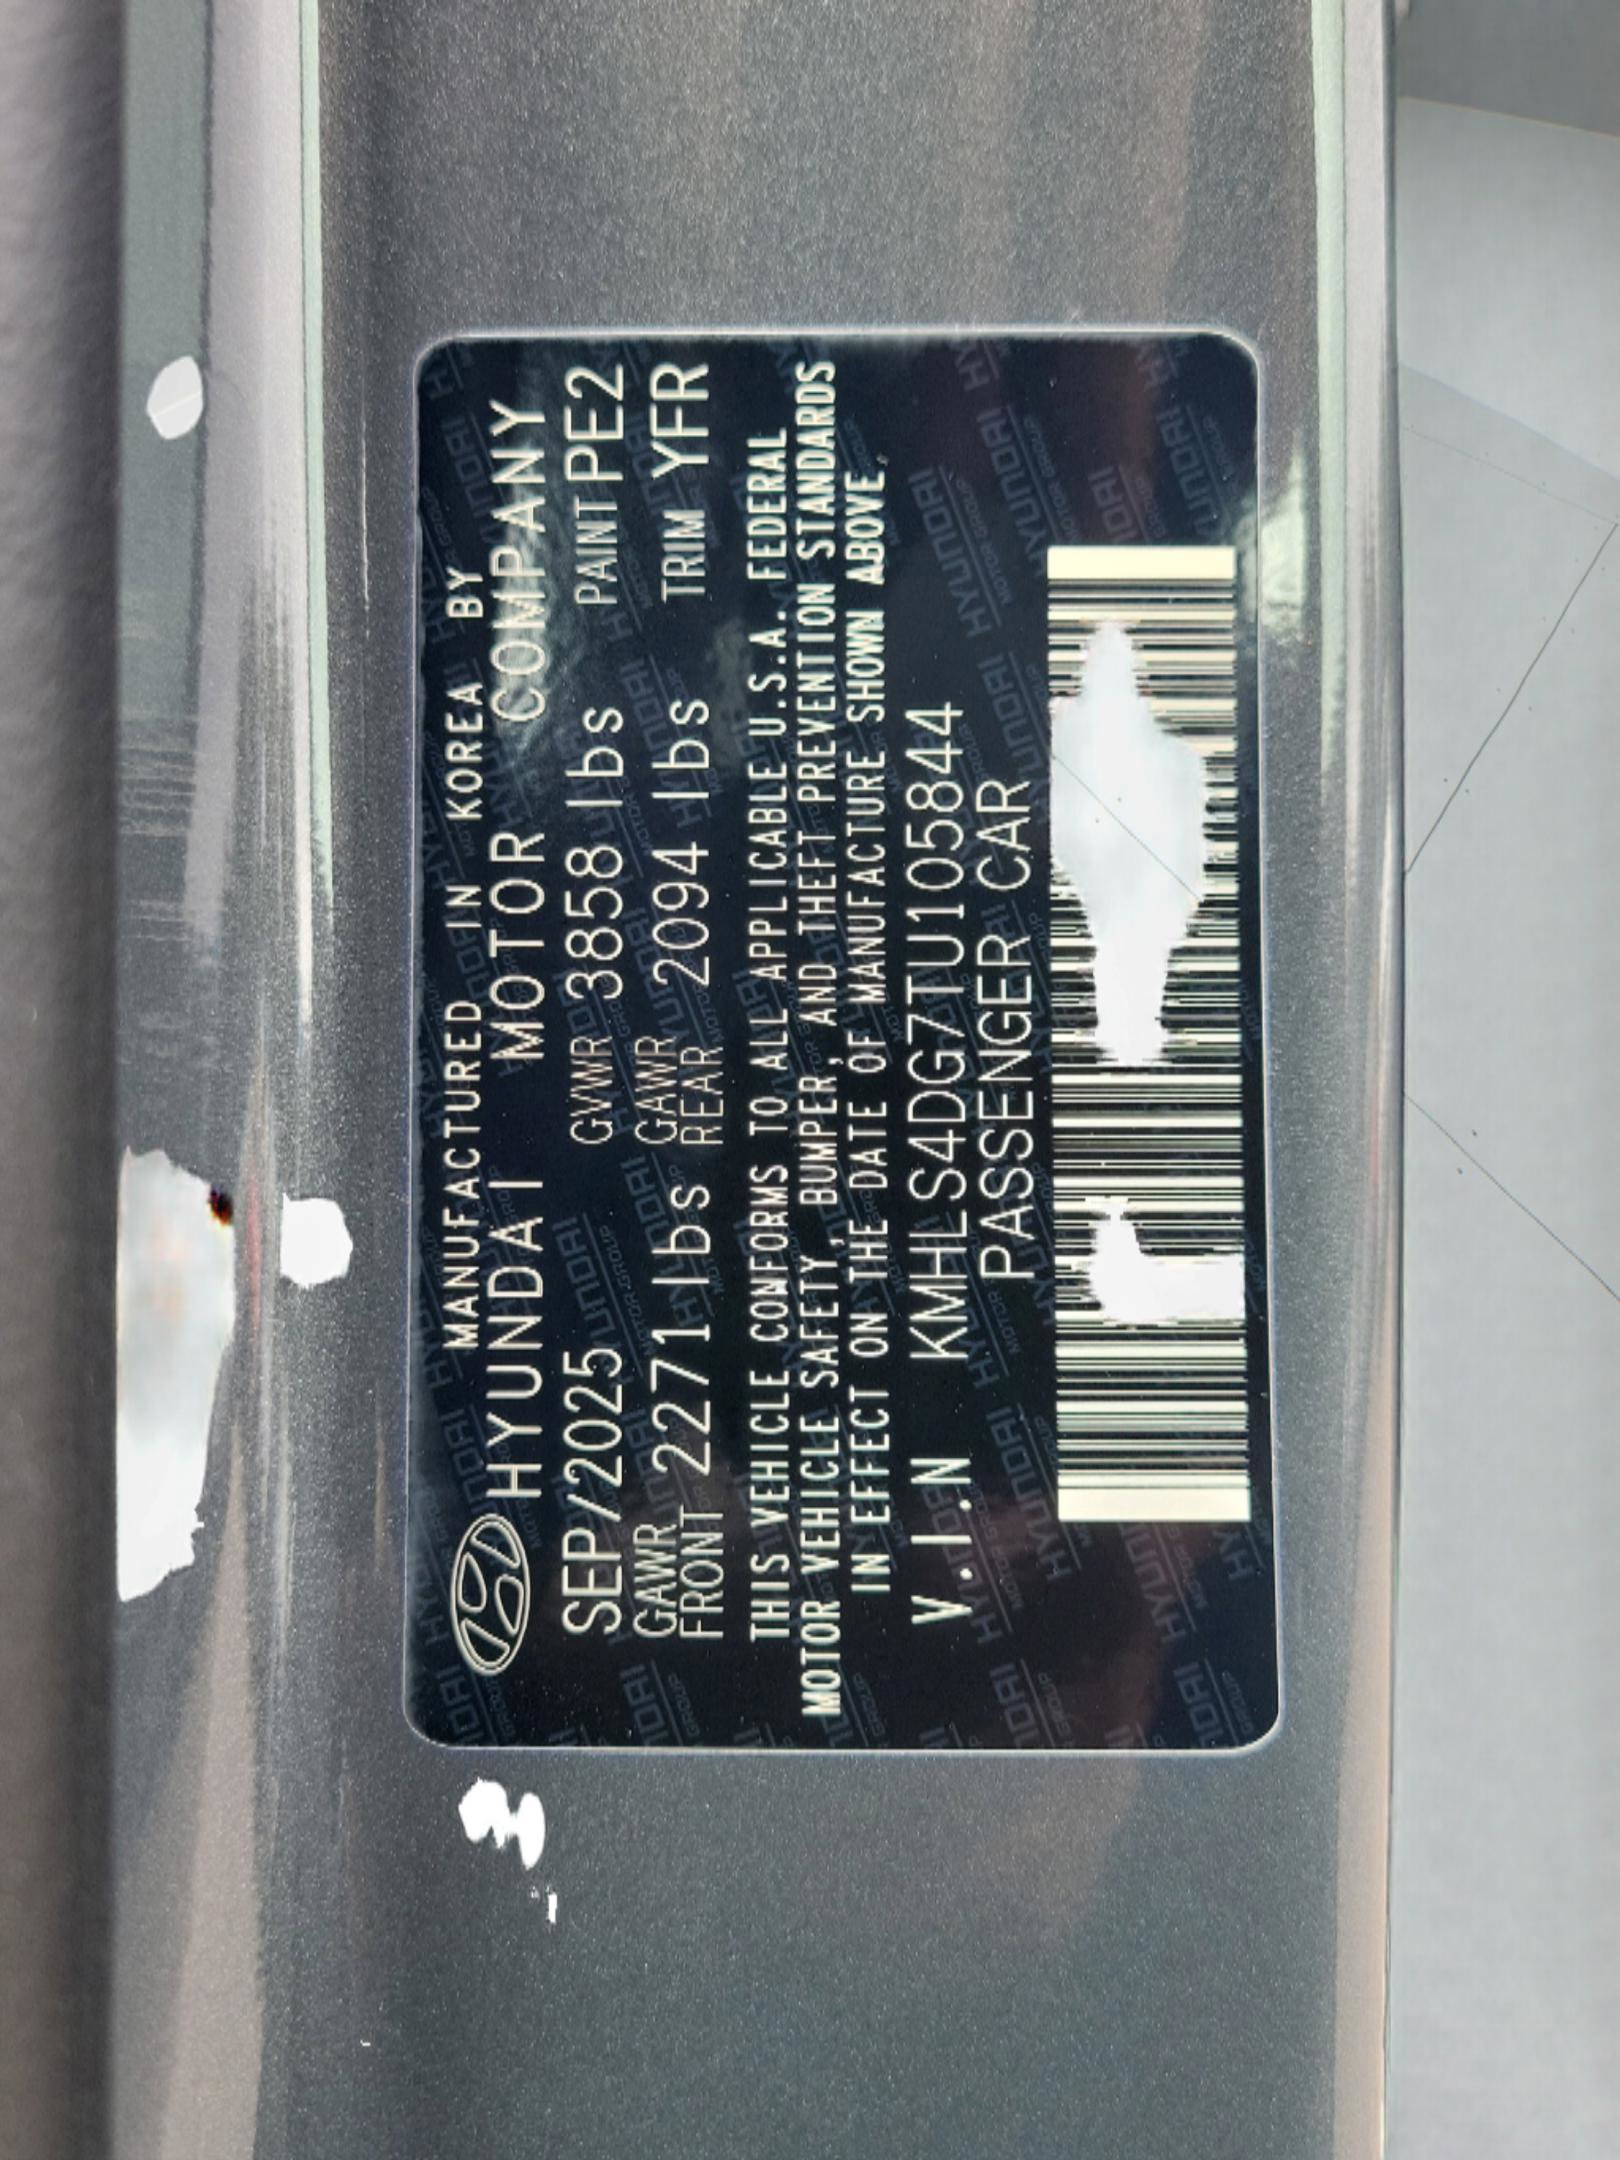 MANUFACTURED IN KOREA BY
HYUNDAI MOTOR COMPANY
SEP/2025 GVWR 3858 lbs PAINT PE2
GAWR FRONT 2271 lbs GAWR REAR 2094 lbs TRIM YFR
THIS VEHICLE CONFORMS TO ALL APPLICABLE U.S.A. FEDERAL
MOTOR VEHICLE SAFETY, BUMPER, AND THEFT PREVENTION STANDARDS
IN EFFECT ON THE DATE OF MANUFACTURE SHOWN ABOVE.
V.I.N KMHLS4DG7TU105844
PASSENGER CAR